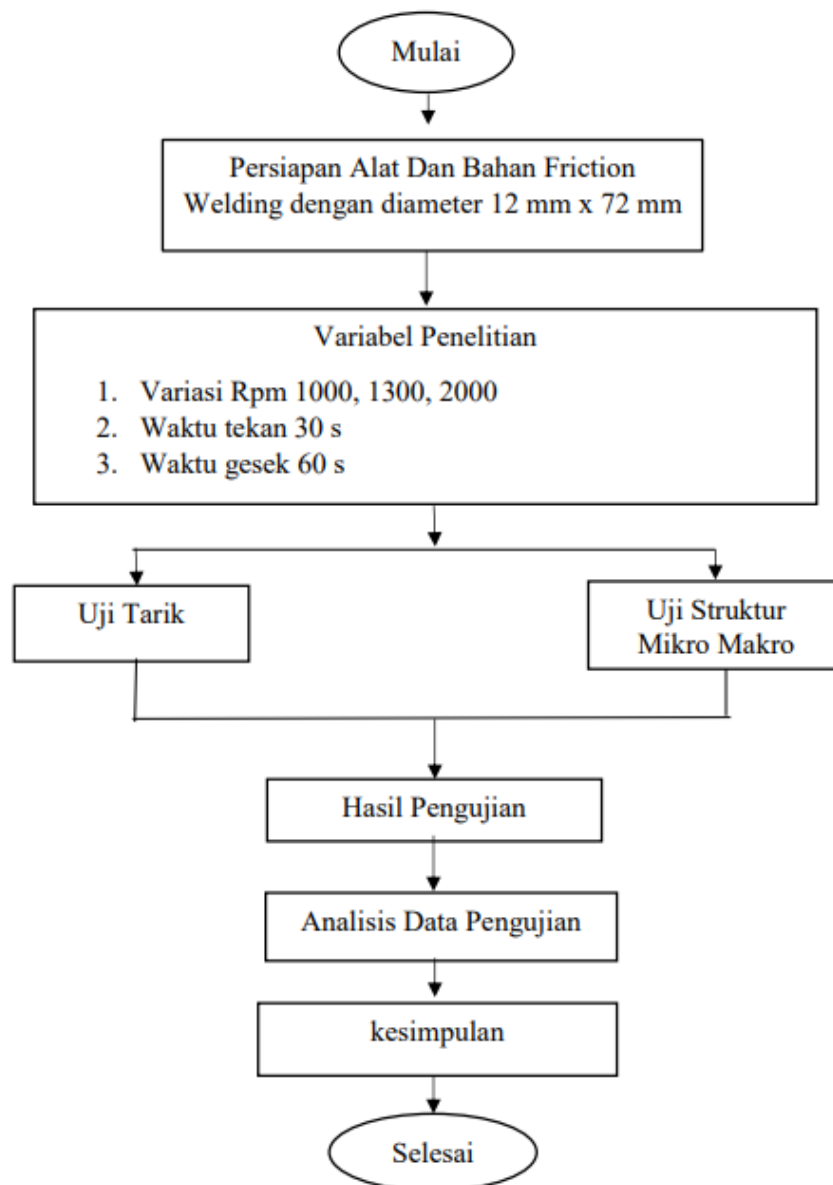 Mulai
Persiapan Alat Dan Bahan Friction
Welding dengan diameter 12 mm x 72 mm
Variabel Penelitian
1. Variasi Rpm 1000, 1300, 2000
2. Waktu tekan 30 s
3. Waktu gesek 60 s
Uji Tarik
Uji Struktur
Mikro Makro
Hasil Pengujian
Analisis Data Pengujian
kesimpulan
Selesai